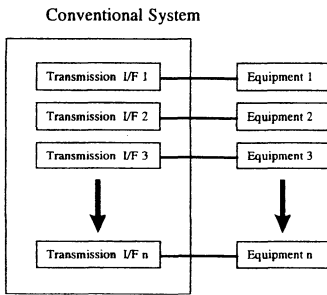 Conventional System
Transmission I/F 1
Equipment 1
Transmission I/F 2
Equipment 2
Transmission I/F 3
Equipment 3
Transmission I/F n
Equipment n